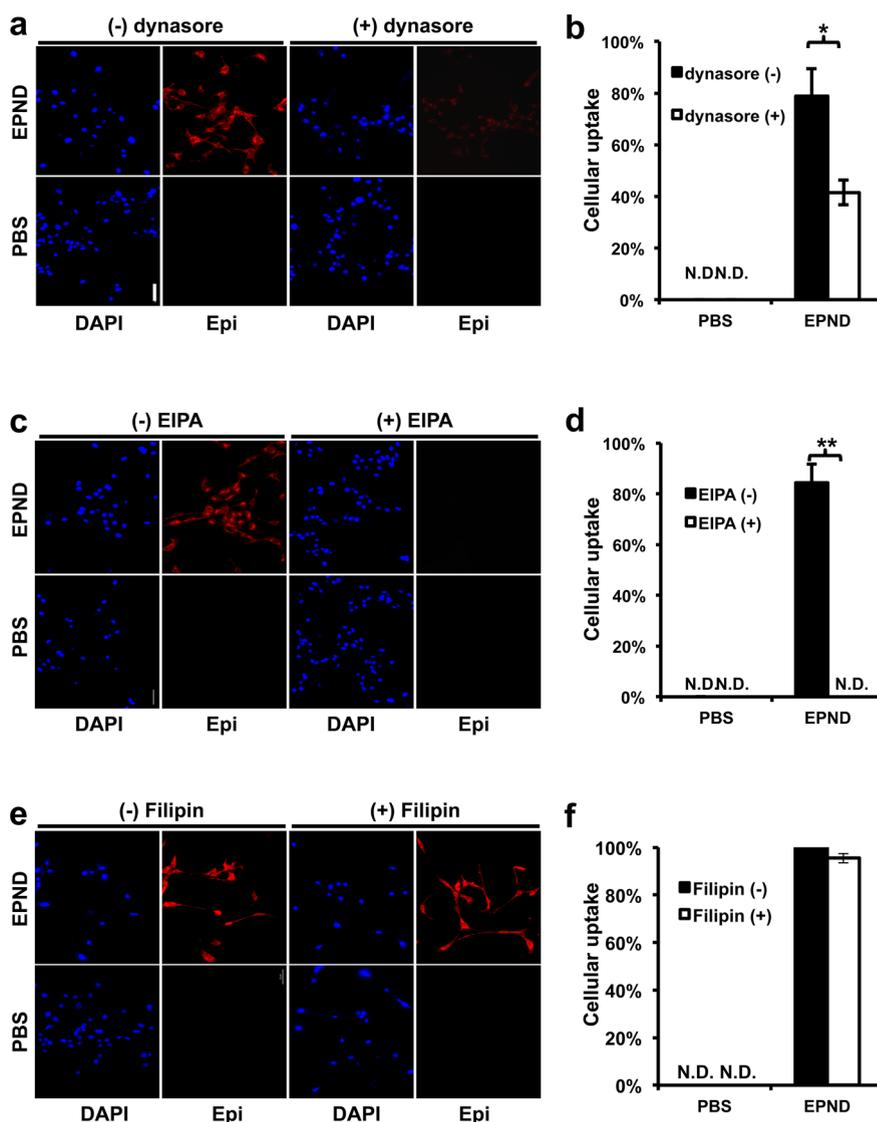 a
(-) dynasore
(+) dynasore
EPND
PBS
DAPI
Epi
DAPI
Epi
b
100%
80%
60%
40%
20%
0%
Cellular uptake
dynasore (-)
dynasore (+)
*
N.D.
N.D.
PBS
EPND
c
(-) EIPA
(+) EIPA
EPND
PBS
DAPI
Epi
DAPI
Epi
d
100%
80%
60%
40%
20%
0%
Cellular uptake
EIPA (-)
EIPA (+)
**
N.D.
N.D.
N.D.
PBS
EPND
e
(-) Filipin
(+) Filipin
EPND
PBS
DAPI
Epi
DAPI
Epi
f
100%
80%
60%
40%
20%
0%
Cellular uptake
Filipin (-)
Filipin (+)
N.D.
N.D.
PBS
EPND